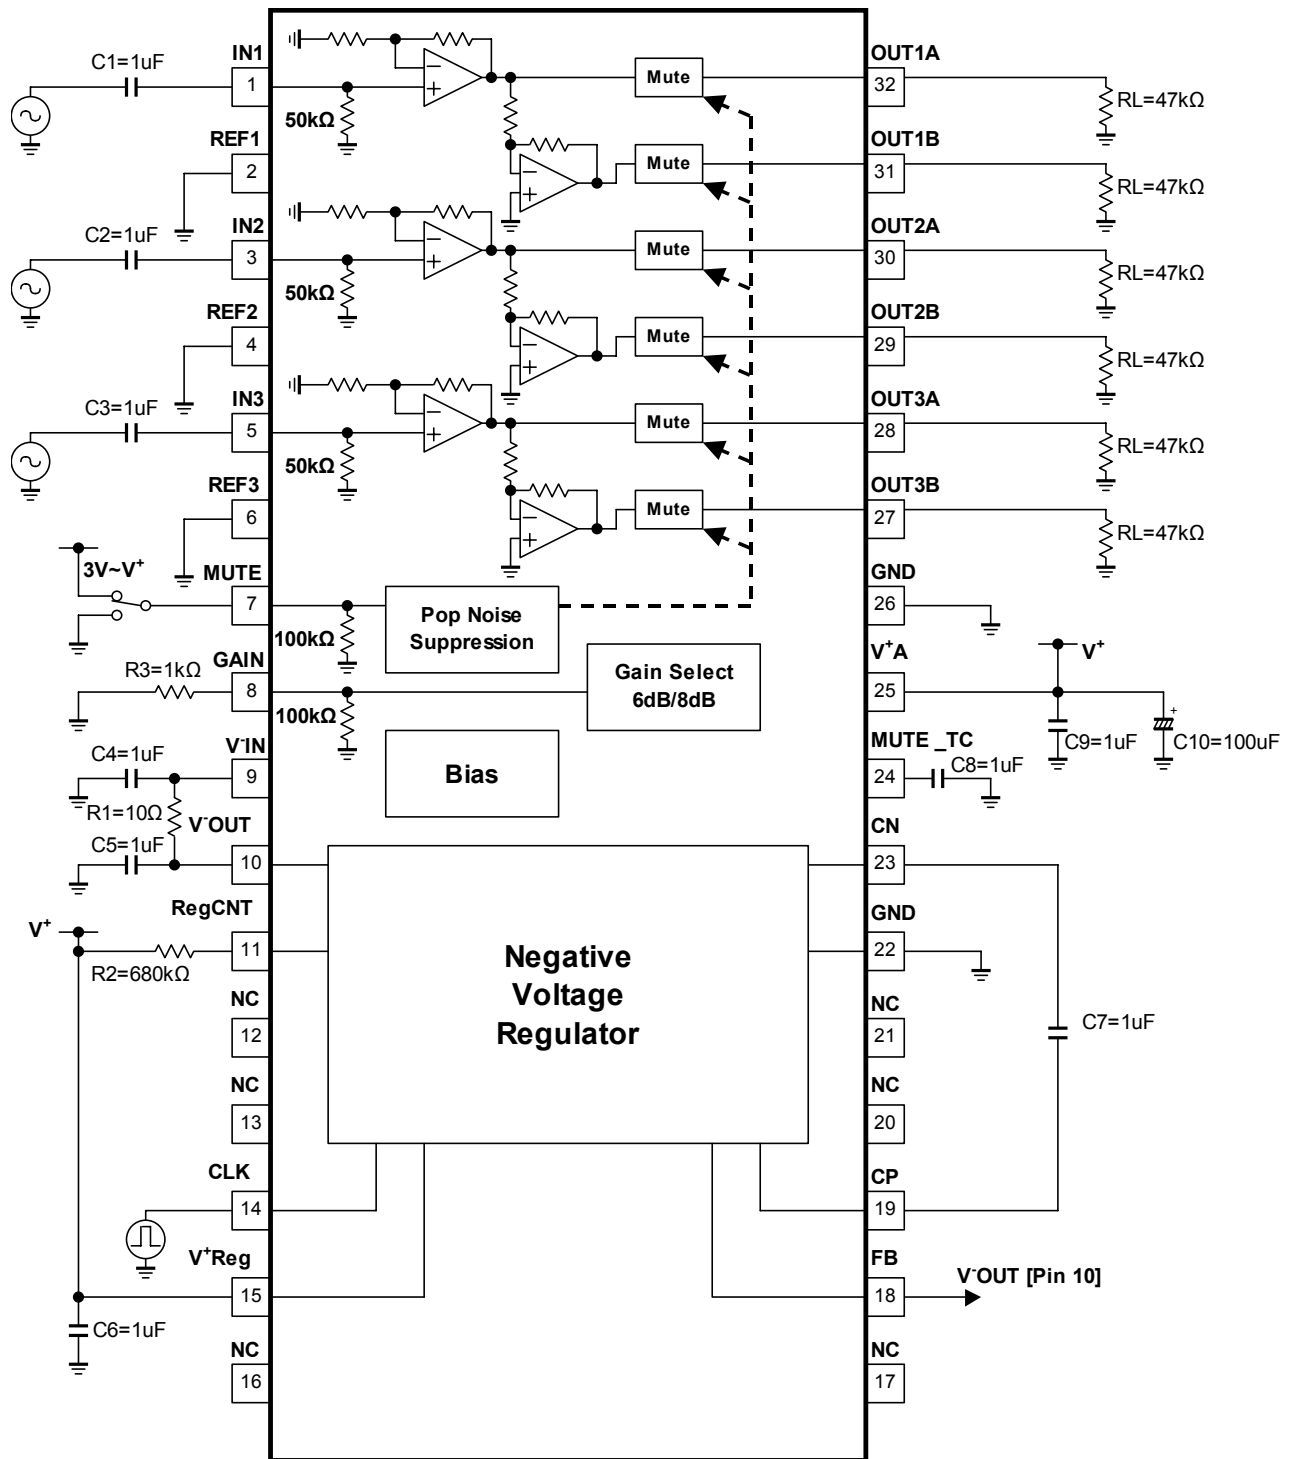 C1=1uF
IN1
1
50kΩ
Mute
OUT1A
32
RL=47kΩ
REF1
2
Mute
OUT1B
31
RL=47kΩ
C2=1uF
IN2
3
50kΩ
Mute
OUT2A
30
RL=47kΩ
REF2
4
Mute
OUT2B
29
RL=47kΩ
C3=1uF
IN3
5
50kΩ
Mute
OUT3A
28
RL=47kΩ
REF3
6
Mute
OUT3B
27
RL=47kΩ
3V~V⁺
MUTE
7
100kΩ
Pop Noise
Suppression
GND
26
R3=1kΩ
GAIN
8
100kΩ
Gain Select
6dB/8dB
V⁺A
25
V⁺
C9=1uF
+
C10=100uF
C4=1uF
V⁻IN
9
Bias
MUTE _TC
24
C8=1uF
R1=10Ω
V⁻OUT
C5=1uF
10
CN
23
V⁺
RegCNT
11
R2=680kΩ
Negative
Voltage
Regulator
GND
22
NC
12
NC
21
C7=1uF
NC
13
NC
20
CLK
14
CP
19
V⁺Reg
15
FB
18
V⁻OUT [Pin 10]
C6=1uF
NC
16
NC
17